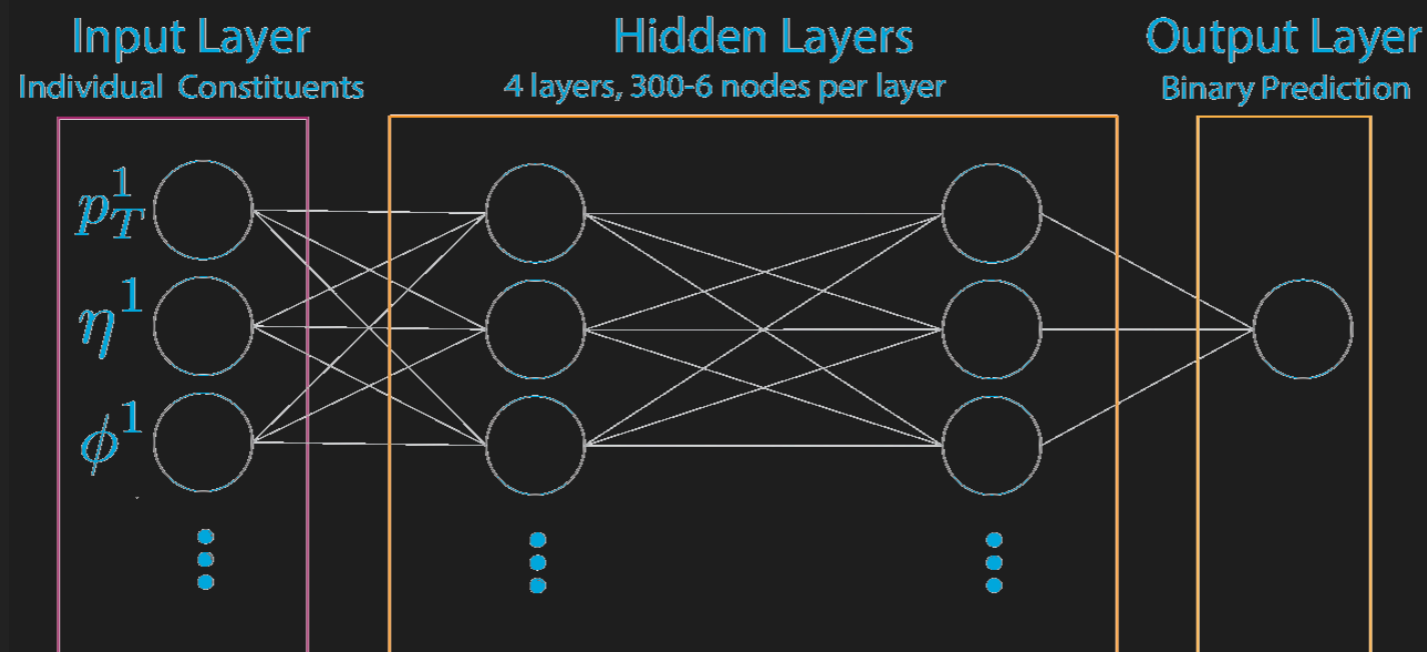 Input Layer
Individual Constituents
Hidden Layers
4 layers, 300-6 nodes per layer
Output Layer
Binary Prediction
p_T^1
η^1
ϕ^1